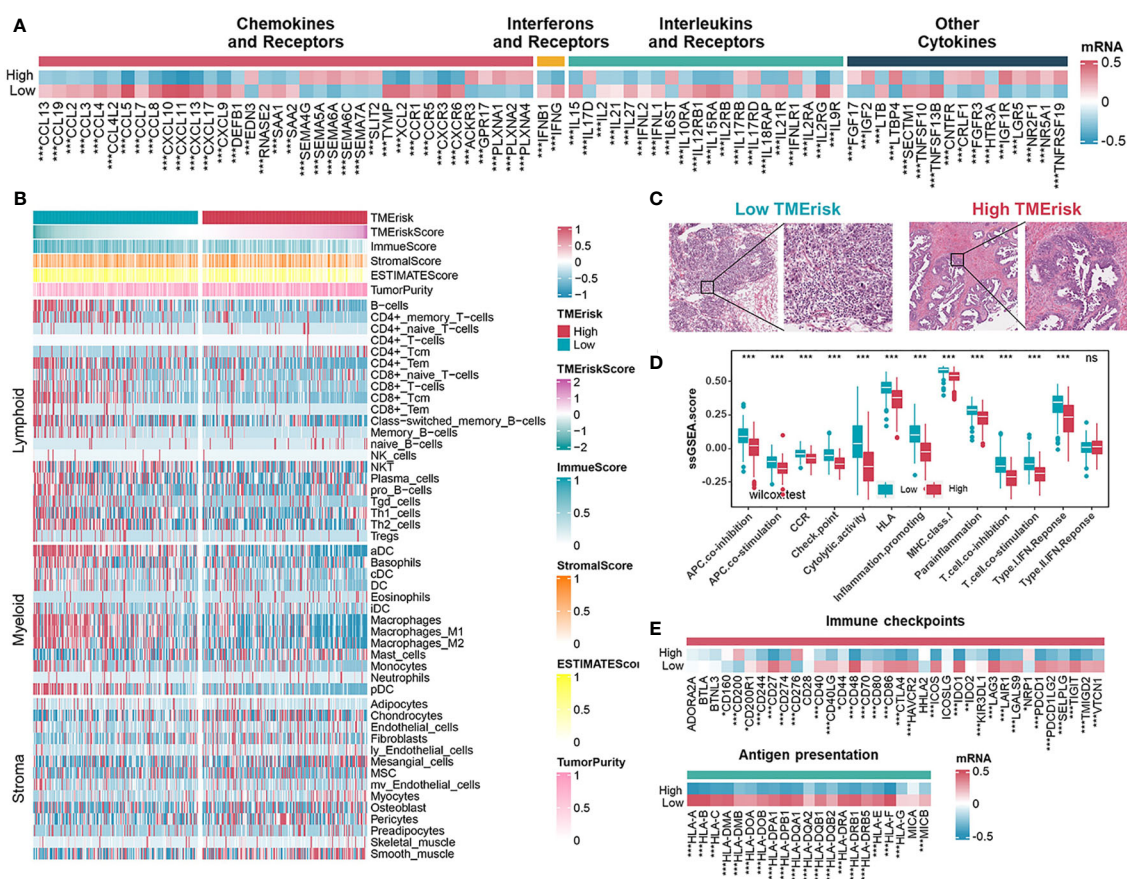 A
Chemokines
and Receptors
Interferons
and Receptors
Interleukins
and Receptors
Other
Cytokines
mRNA
0.5
0
-0.5
High
Low
***CCL13
***CCL19
***CCL2
***CCL3
***CCL4
***CCL4L2
***CCL5
***CCL7
***CCL8
***CXCL10
***CXCL11
***CXCL13
***CXCL17
***CXCL9
***DEFB1
***EDN3
***RNASE2
***SAA1
***SAA2
***SEMA4G
***SEMA5A
***SEMA6A
***SEMA6C
***SEMA7A
***SLIT2
***TYMP
***XCL2
***CCR1
***CCR5
***CXCR3
***CXCR6
***ACKR3
***GPR17
***PLXNA1
***PLXNA2
***PLXNA4
***IFNB1
***IFNG
***IL15
***IL17D
***IL2
***IL21
***IL27
***IFNL2
***IFNL1
***IL6ST
***IL10RA
***IL12RB1
***IL15RA
***IL2RB
***IL17RB
***IL17RD
***IL18RAP
***IL21R
***IFNLR1
***IL2RA
***IL2RG
***IL9R
***FGF17
***IGF2
***LTB
***LTBP4
***SECTM1
***TNFSF10
***TNFSF13B
***CNTFR
***CRLF1
***FGFR3
***HTR3A
***IGF1R
***LGR5
***NR2F1
***NR5A1
***TNFRSF19
B
TMErisk
TMEriskScore
ImmueScore
StromalScore
ESTIMATEScore
TumorPurity
Lymphoid
B-cells
CD4+_memory_T-cells
CD4+_naive_T-cells
CD4+_T-cells
CD4+_Tcm
CD4+_Tem
CD8+_naive_T-cells
CD8+_T-cells
CD8+_Tcm
CD8+_Tem
Class-switched_memory_B-cells
Memory_B-cells
naive_B-cells
NK_cells
NKT
Plasma_cells
pro_B-cells
Tgd_cells
Th1_cells
Th2_cells
Tregs
Myeloid
aDC
Basophils
cDC
DC
Eosinophils
iDC
Macrophages
Macrophages_M1
Macrophages_M2
Mast_cells
Monocytes
Neutrophils
pDC
Stroma
Adipocytes
Chondrocytes
Endothelial_cells
Fibroblasts
ly_Endothelial_cells
Mesangial_cells
MSC
mv_Endothelial_cells
Myocytes
Osteoblast
Pericytes
Preadipocytes
Skeletal_muscle
Smooth_muscle
1
0.5
0
−0.5
−1
TMErisk
High
Low
TMEriskScore
2
1
0
−1
−2
ImmueScore
1
0.5
0
StromalScore
1
0.5
0
ESTIMATEScor
1
0.5
0
TumorPurity
1
0.5
0
C
Low TMErisk
High TMErisk
D
ssGSEA.score
0.50
0.25
0.00
-0.25
*** *** *** *** *** *** *** *** *** *** *** *** ns
wilcox.test
Low
High
APC.co-inhibition
APC.co-stimulation
CCR
Check.point
Cytolytic.activity
HLA
Inflammation.promoting
MHC.class.I
Parainflammation
T.cell.co-inhibition
T.cell.co-stimulation
Type.I.IFN.Reponse
Type.II.IFN.Reponse
E
Immune checkpoints
High
Low
ADORA2A
BTLA
BTNL3
*CD160
***CD200
*CD200R1
***CD244
***CD27
***CD274
***CD276
CD28
***CD40
***CD40LG
***CD44
***CD48
***CD70
***CD80
***CD86
***CTLA4
***HAVCR2
HHLA2
***ICOS
ICOSLG
***IDO1
*IDO2
***KIR3DL1
***LAG3
***LAIR1
***LGALS9
*NRP1
***PDCD1
***PDCD1LG2
***SELPLG
***TIGIT
TMIGD2
***VTCN1
Antigen presentation
High
Low
***HLA-A
***HLA-B
***HLA-C
***HLA-DMA
***HLA-DMB
***HLA-DOA
***HLA-DOB
***HLA-DPA1
***HLA-DPB1
***HLA-DQA1
***HLA-DQA2
***HLA-DQB1
***HLA-DQB2
***HLA-DRA
***HLA-DRB1
***HLA-DRB5
***HLA-E
***HLA-F
***HLA-G
MICA
***MICB
mRNA
0.5
0
-0.5